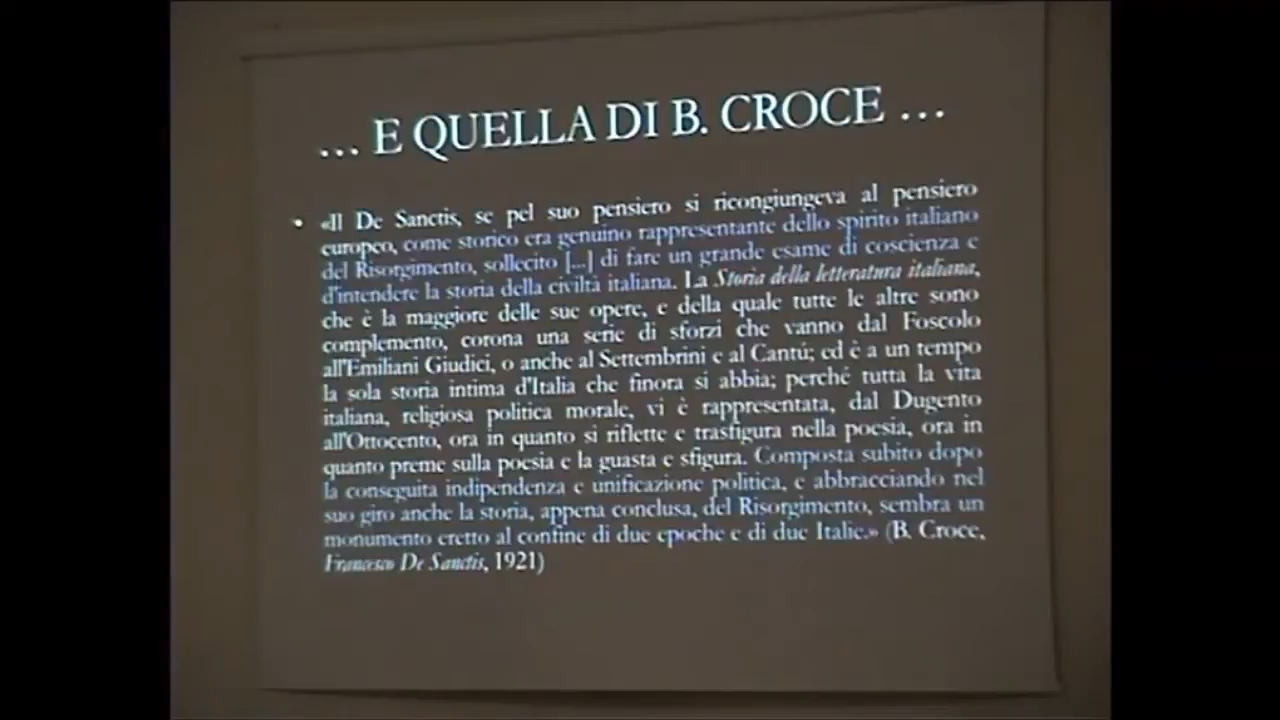 ... E QUELLA DI B. CROCE ...
• «Il De Sanctis, se pel suo pensiero si ricongiungeva al pensiero
europeo, come storico era genuino rappresentante dello spirito italiano
del Risorgimento, sollecito [...] di fare un grande esame di coscienza e
d'intendere la storia della civiltà italiana. La Storia della letteratura italiana,
che è la maggiore delle sue opere, e della quale tutte le altre sono
complemento, corona una serie di sforzi che vanno dal Foscolo
all'Emiliani Giudici, o anche al Settembrini e al Cantú; ed è a un tempo
la sola storia intima d'Italia che finora si abbia; perché tutta la vita
italiana, religiosa politica morale, vi è rappresentata, dal Dugento
all'Ottocento, ora in quanto si riflette e trasfigura nella poesia, ora in
quanto preme sulla poesia e la guasta e sfigura. Composta subito dopo
la conseguita indipendenza e unificazione politica, e abbracciando nel
suo giro anche la storia, appena conclusa, del Risorgimento, sembra un
monumento eretto al confine di due epoche e di due Italie.» (B. Croce,
Francesco De Sanctis, 1921)